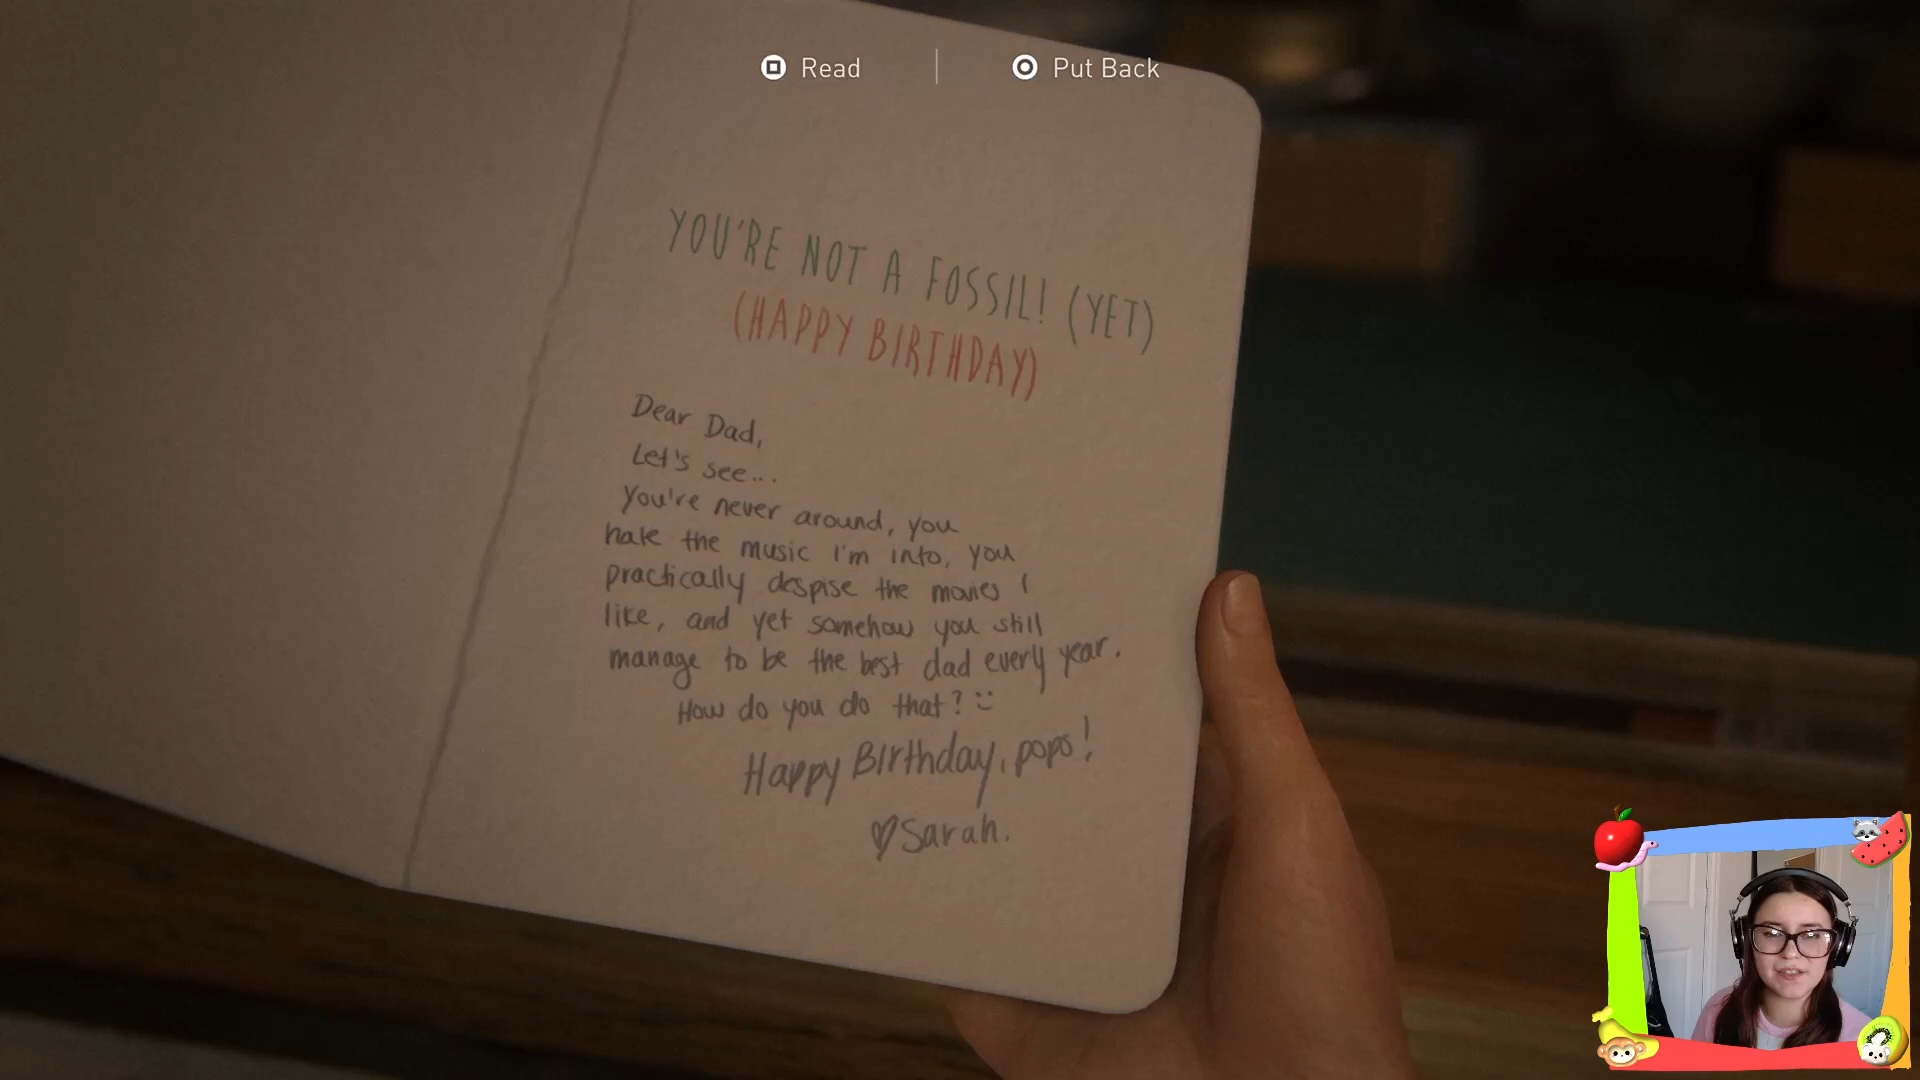 Read | Put Back
YOU'RE NOT A FOSSIL! (YET)
(HAPPY BIRTHDAY)
Dear Dad,
Let's see...
you're never around, you
hate the music I'm into, you
practically despise the movies I
like, and yet somehow you still
manage to be the best dad every year.
How do you do that?
Happy Birthday, pops!
Sarah.